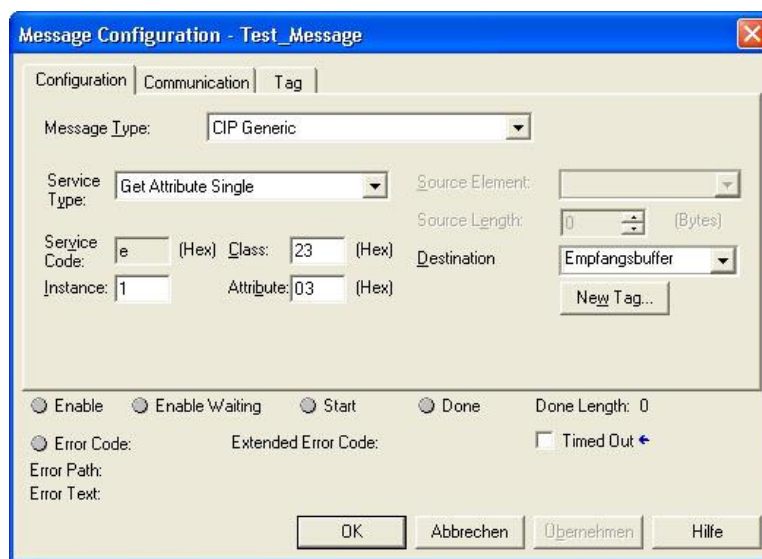 Message Configuration - Test_Message
Configuration Communication Tag
Message Type: CIP Generic
Service Type: Get Attribute Single
Source Element:
Source Length: 0 (Bytes)
Service Code: e (Hex) Class: 23 (Hex)
Destination Empfangsbuffer
Instance: 1 Attribute: 03 (Hex)
New Tag...
Enable Enable Waiting Start Done Done Length: 0
Error Code: Extended Error Code: Timed Out
Error Path:
Error Text:
OK Abbrechen Übernehmen Hilfe